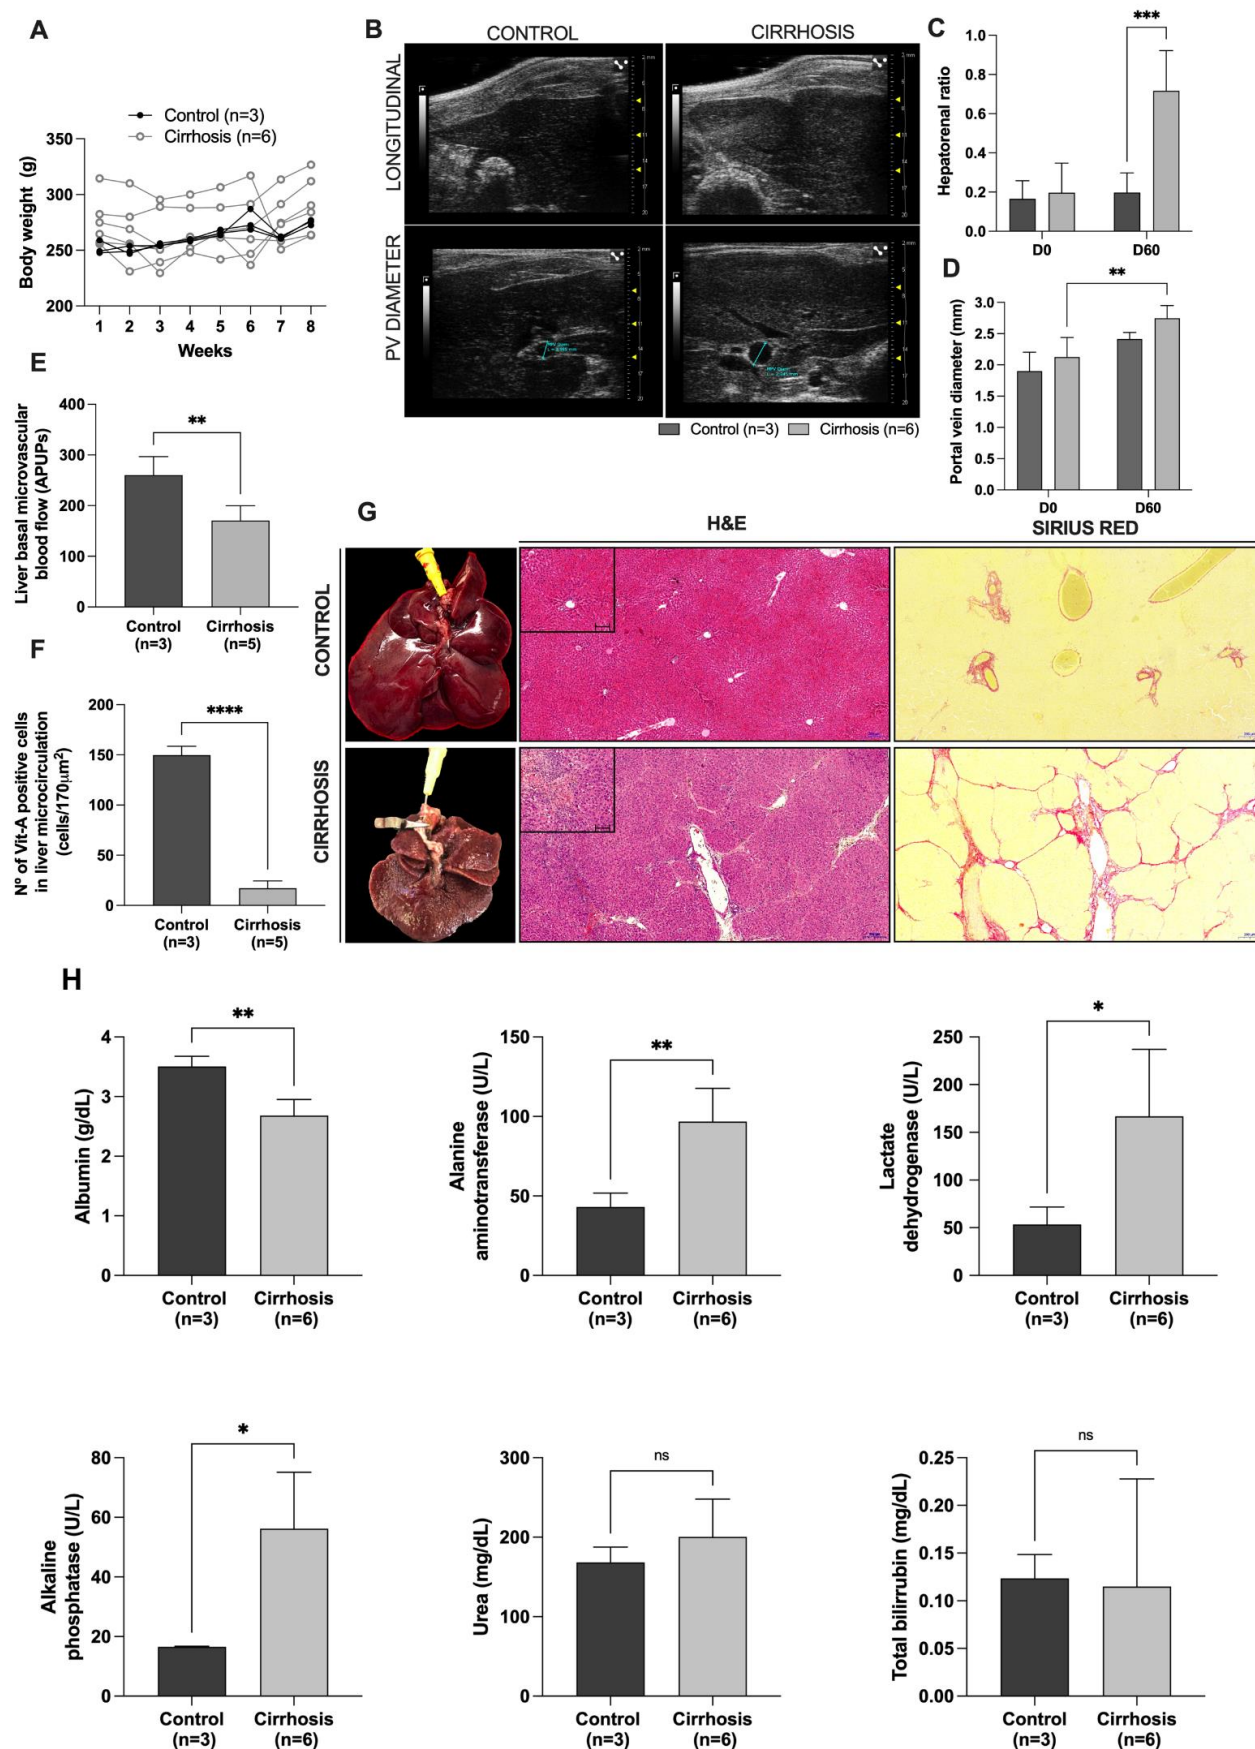 A
Control (n=3)
Cirrhosis (n=6)
Body weight (g)
350
300
250
200
1 2 3 4 5 6 7 8
Weeks
B
CONTROL
CIRRHOSIS
LONGITUDINAL
PV DIAMETER
Control (n=3)
Cirrhosis (n=6)
C
***
Hepatorenal ratio
1.0
0.8
0.6
0.4
0.2
0.0
D0 D60
D
**
Portal vein diameter (mm)
3.0
2.5
2.0
1.5
1.0
0.5
0.0
D0 D60
E
**
Liver basal microvascular
blood flow (APUPs)
400
300
200
100
0
Control
(n=3)
Cirrhosis
(n=5)
F
****
Nº of Vit-A positive cells
in liver microcirculation
(cells/170µm²)
200
150
100
50
0
Control
(n=3)
Cirrhosis
(n=5)
G
H&E
SIRIUS RED
CONTROL
CIRRHOSIS
H
**
Albumin (g/dL)
4
3
2
1
0
Control
(n=3)
Cirrhosis
(n=6)
**
Alanine
aminotransferase (U/L)
150
100
50
0
Control
(n=3)
Cirrhosis
(n=6)
*
Lactate
dehydrogenase (U/L)
250
200
150
100
50
0
Control
(n=3)
Cirrhosis
(n=6)
*
Alkaline
phosphatase (U/L)
80
60
40
20
0
Control
(n=3)
Cirrhosis
(n=6)
ns
Urea (mg/dL)
300
200
100
0
Control
(n=3)
Cirrhosis
(n=6)
ns
Total bilirrubin (mg/dL)
0.25
0.20
0.15
0.10
0.05
0.00
Control
(n=3)
Cirrhosis
(n=6)